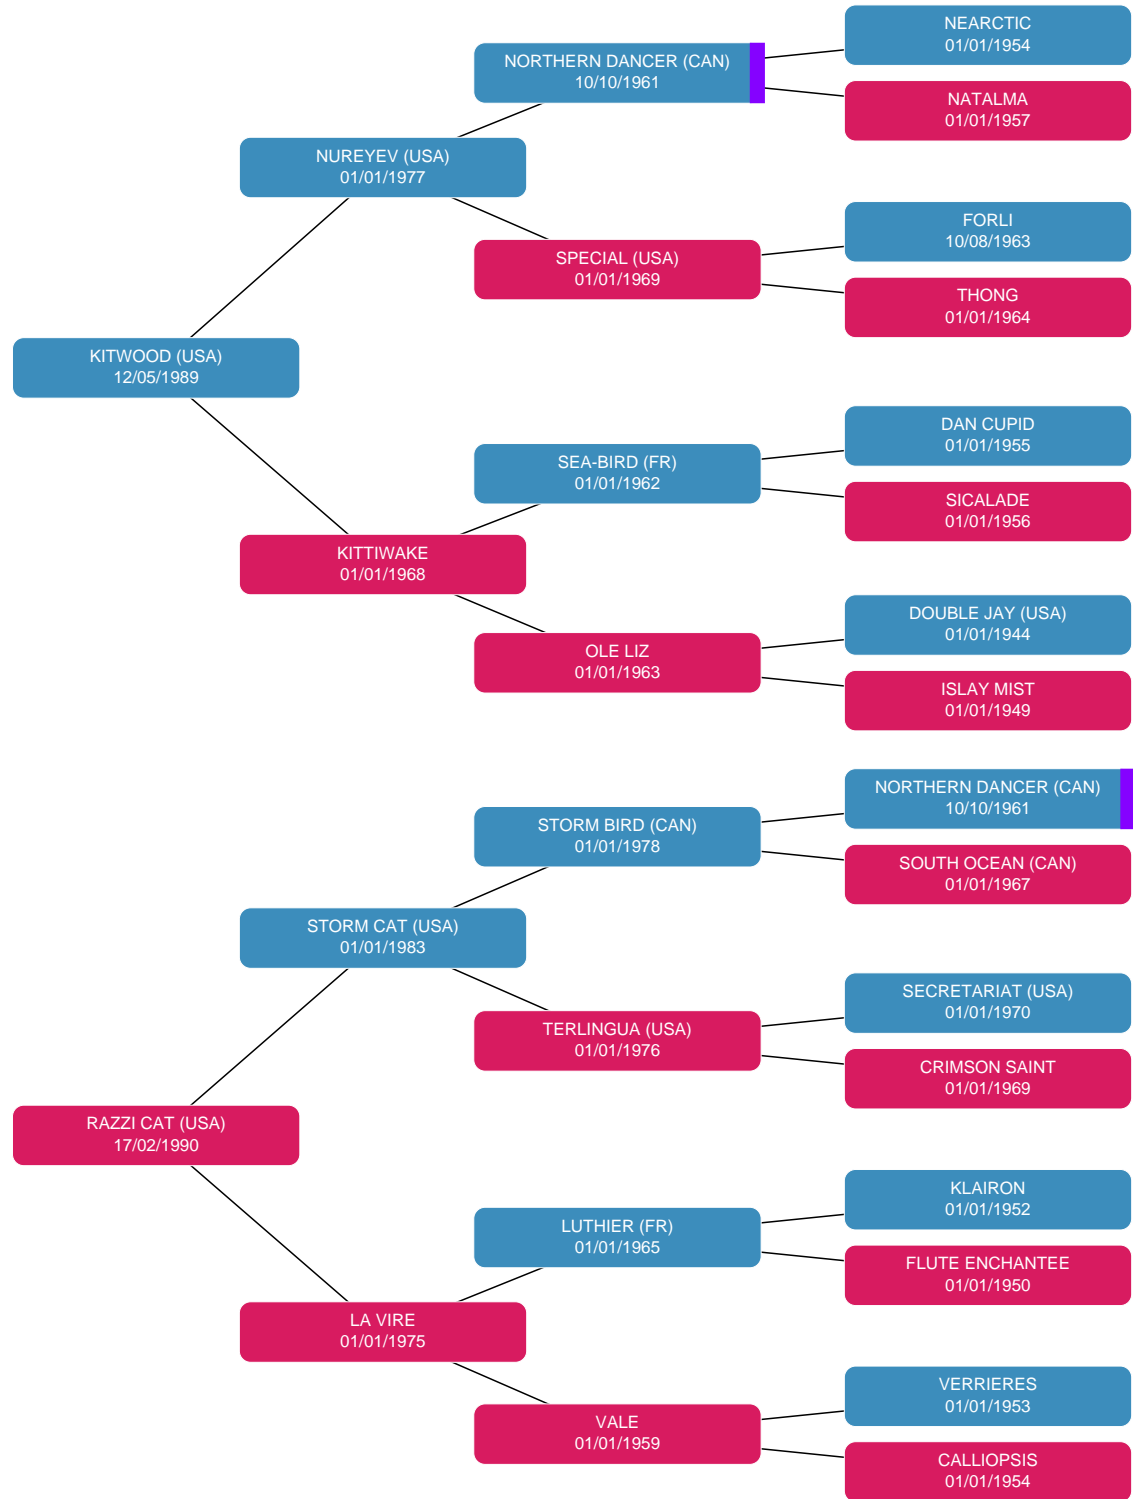 NEARCTIC
01/01/1954
NORTHERN DANCER (CAN)
10/10/1961
NATALMA
01/01/1957
NUREYEV (USA)
01/01/1977
FORLI
10/08/1963
SPECIAL (USA)
01/01/1969
THONG
01/01/1964
KITWOOD (USA)
12/05/1989
DAN CUPID
01/01/1955
SEA-BIRD (FR)
01/01/1962
SICALADE
01/01/1956
KITTIWAKE
01/01/1968
DOUBLE JAY (USA)
01/01/1944
OLE LIZ
01/01/1963
ISLAY MIST
01/01/1949
NORTHERN DANCER (CAN)
10/10/1961
STORM BIRD (CAN)
01/01/1978
SOUTH OCEAN (CAN)
01/01/1967
STORM CAT (USA)
01/01/1983
SECRETARIAT (USA)
01/01/1970
TERLINGUA (USA)
01/01/1976
CRIMSON SAINT
01/01/1969
RAZZI CAT (USA)
17/02/1990
KLAIRON
01/01/1952
LUTHIER (FR)
01/01/1965
FLUTE ENCHANTEE
01/01/1950
LA VIRE
01/01/1975
VERRIERES
01/01/1953
VALE
01/01/1959
CALLIOPSIS
01/01/1954